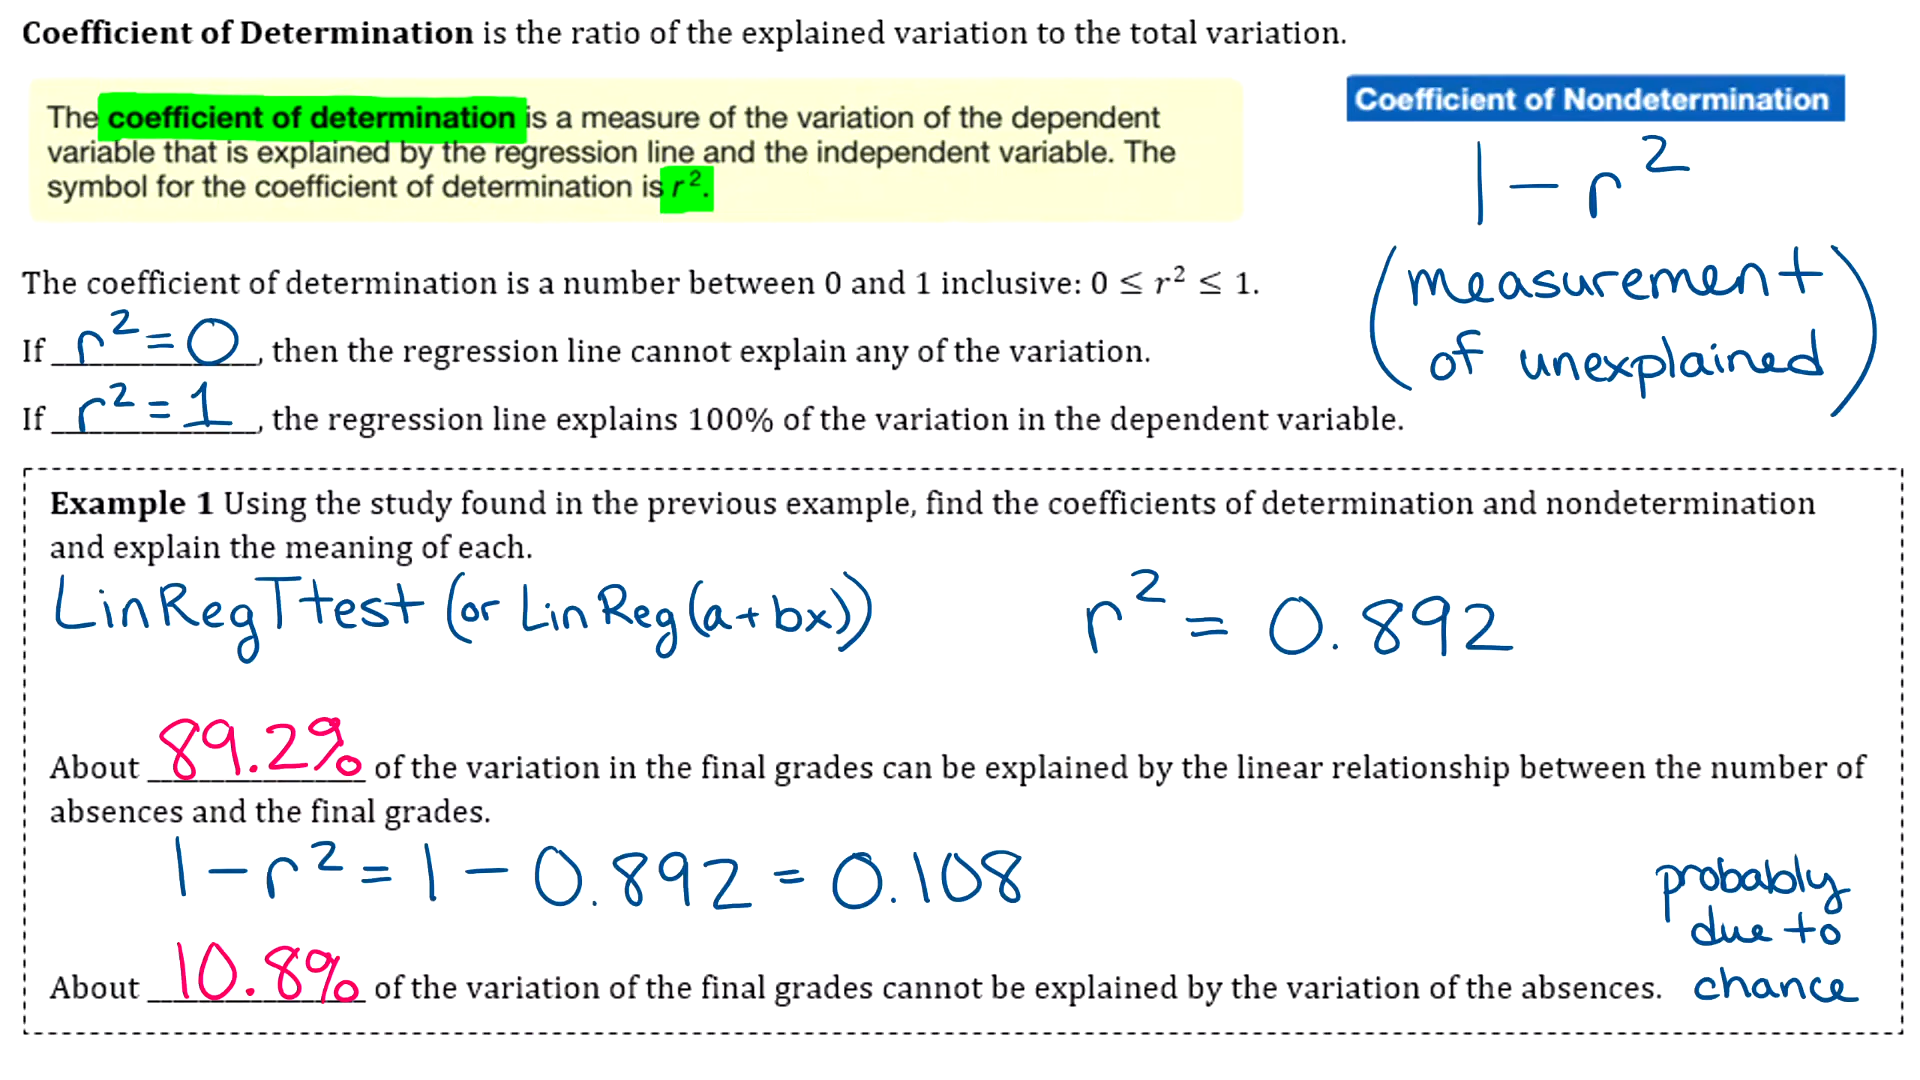 Coefficient of Determination is the ratio of the explained variation to the total variation.
The coefficient of determination is a measure of the variation of the dependent
variable that is explained by the regression line and the independent variable. The
symbol for the coefficient of determination is r².
Coefficient of Nondetermination
1 - r²
(measurement
of unexplained)
The coefficient of determination is a number between 0 and 1 inclusive: 0 ≤ r² ≤ 1.
If r² = 0, then the regression line cannot explain any of the variation.
If r² = 1, the regression line explains 100% of the variation in the dependent variable.
Example 1 Using the study found in the previous example, find the coefficients of determination and nondetermination
and explain the meaning of each.
LinRegTTest (or LinReg(a+bx)) r² = 0.892
About 89.2% of the variation in the final grades can be explained by the linear relationship between the number of
absences and the final grades.
1 - r² = 1 - 0.892 = 0.108
About 10.8% of the variation of the final grades cannot be explained by the variation of the absences.
probably
due to
chance